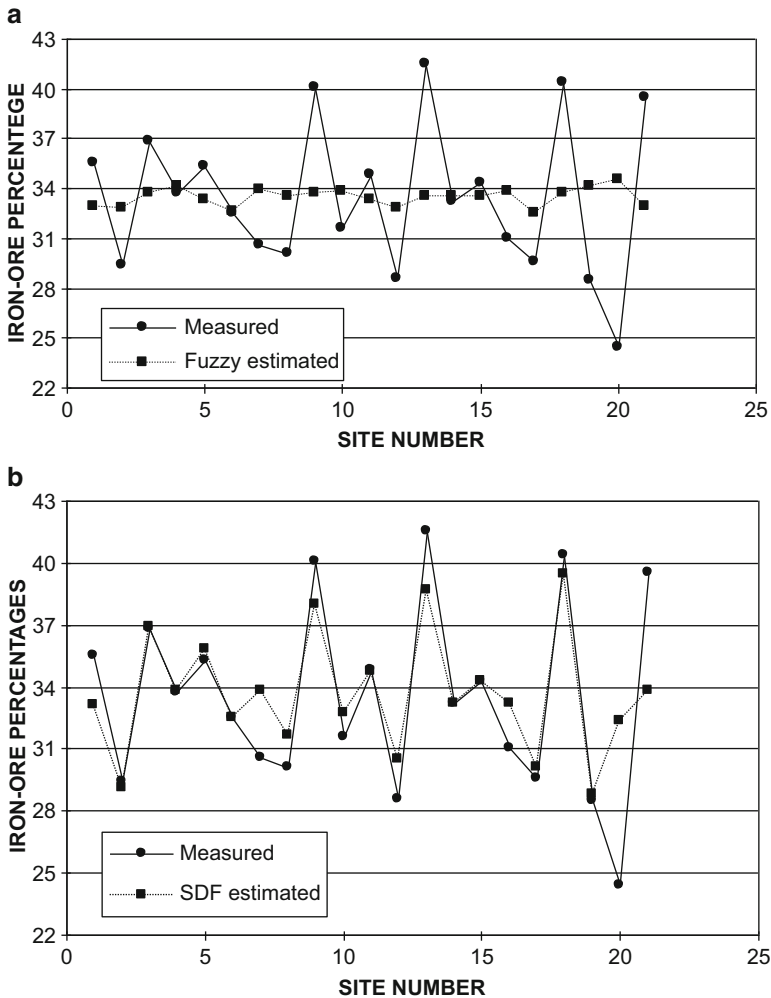 a
43
40
37
34
31
28
25
22
IRON-ORE PERCENTEGE
Measured
Fuzzy estimated
0 5 10 15 20 25
SITE NUMBER
b
43
40
37
34
31
28
25
22
IRON-ORE PERCENTAGES
Measured
SDF estimated
0 5 10 15 20 25
SITE NUMBER